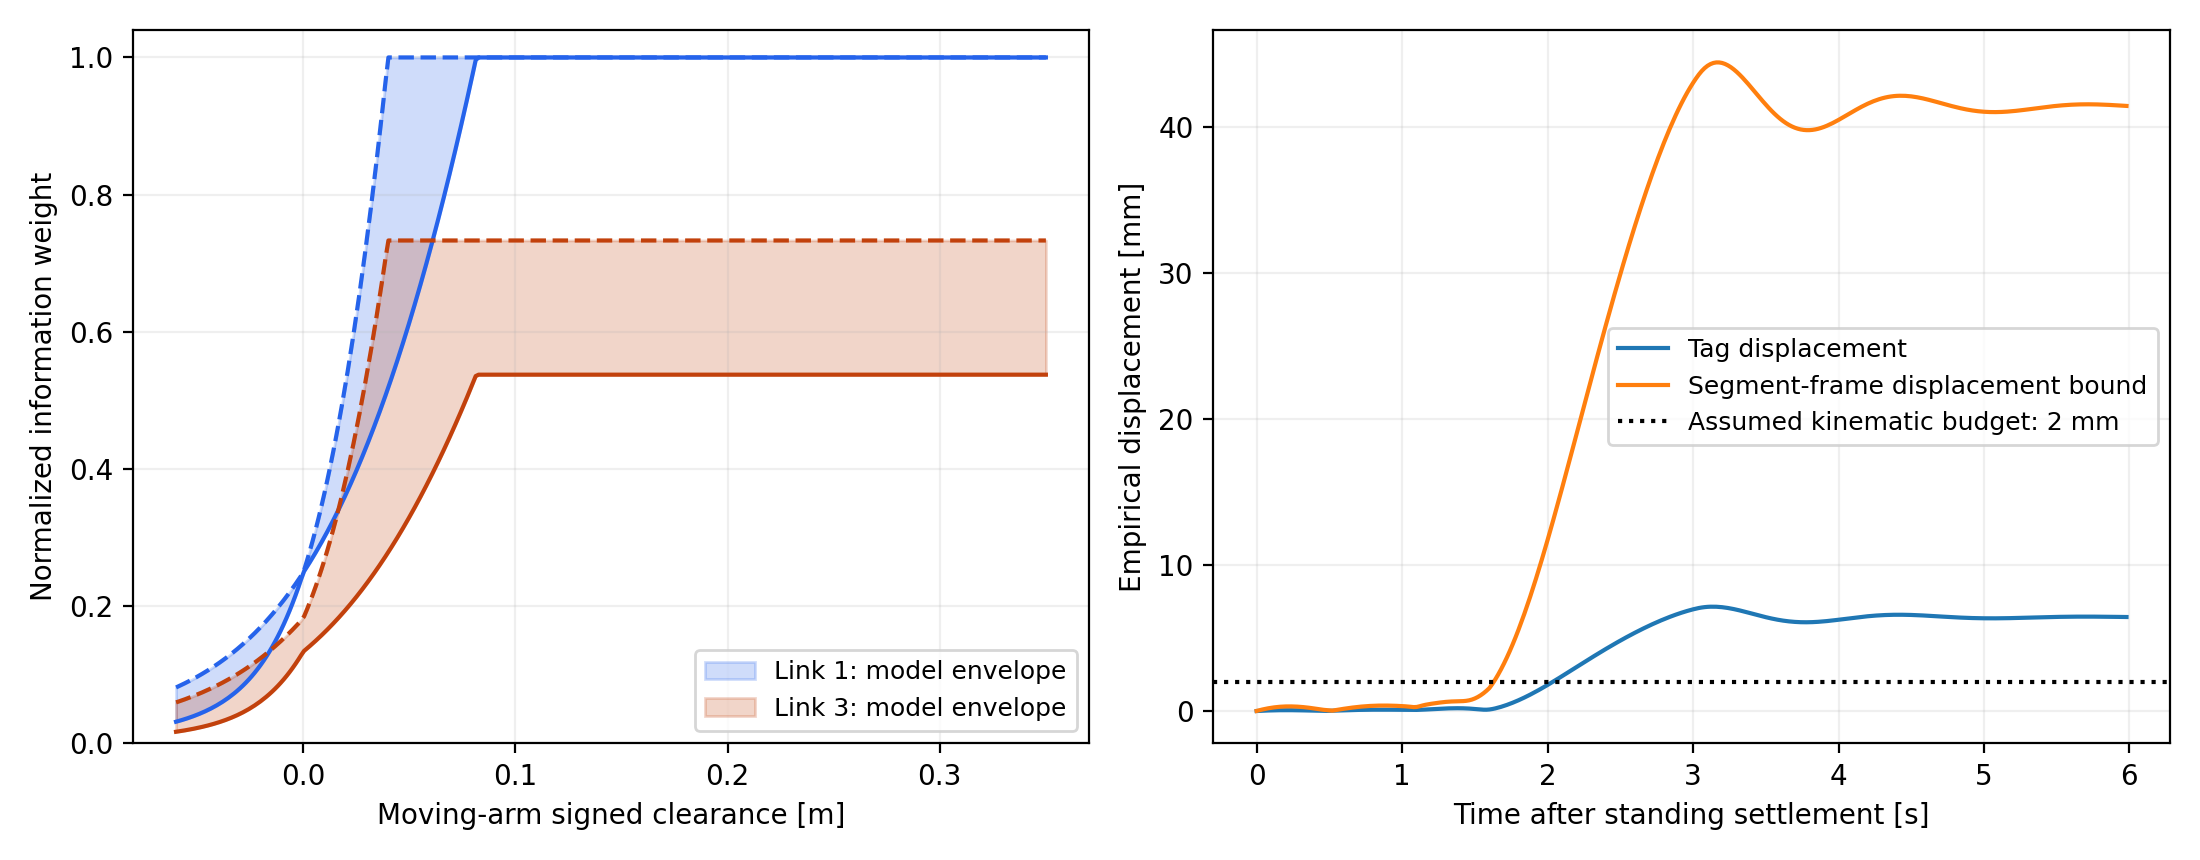 Normalized information weight
1.0
0.8
0.6
0.4
0.2
0.0
Link 1: model envelope
Link 3: model envelope
0.0 0.1 0.2 0.3
Moving-arm signed clearance [m]
Empirical displacement [mm]
40
30
20
10
0
Tag displacement
Segment-frame displacement bound
Assumed kinematic budget: 2 mm
0 1 2 3 4 5 6
Time after standing settlement [s]